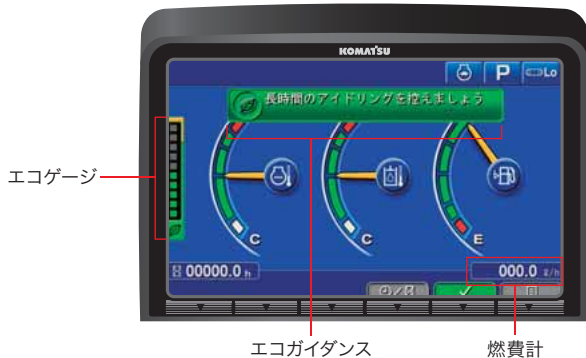 KOMATSU
P
Lo
長時間のアイドリングを控えましょう
エコゲージ
C
C
E
00000.0 h
000.0 ℓ/h
エコガイダンス
燃費計